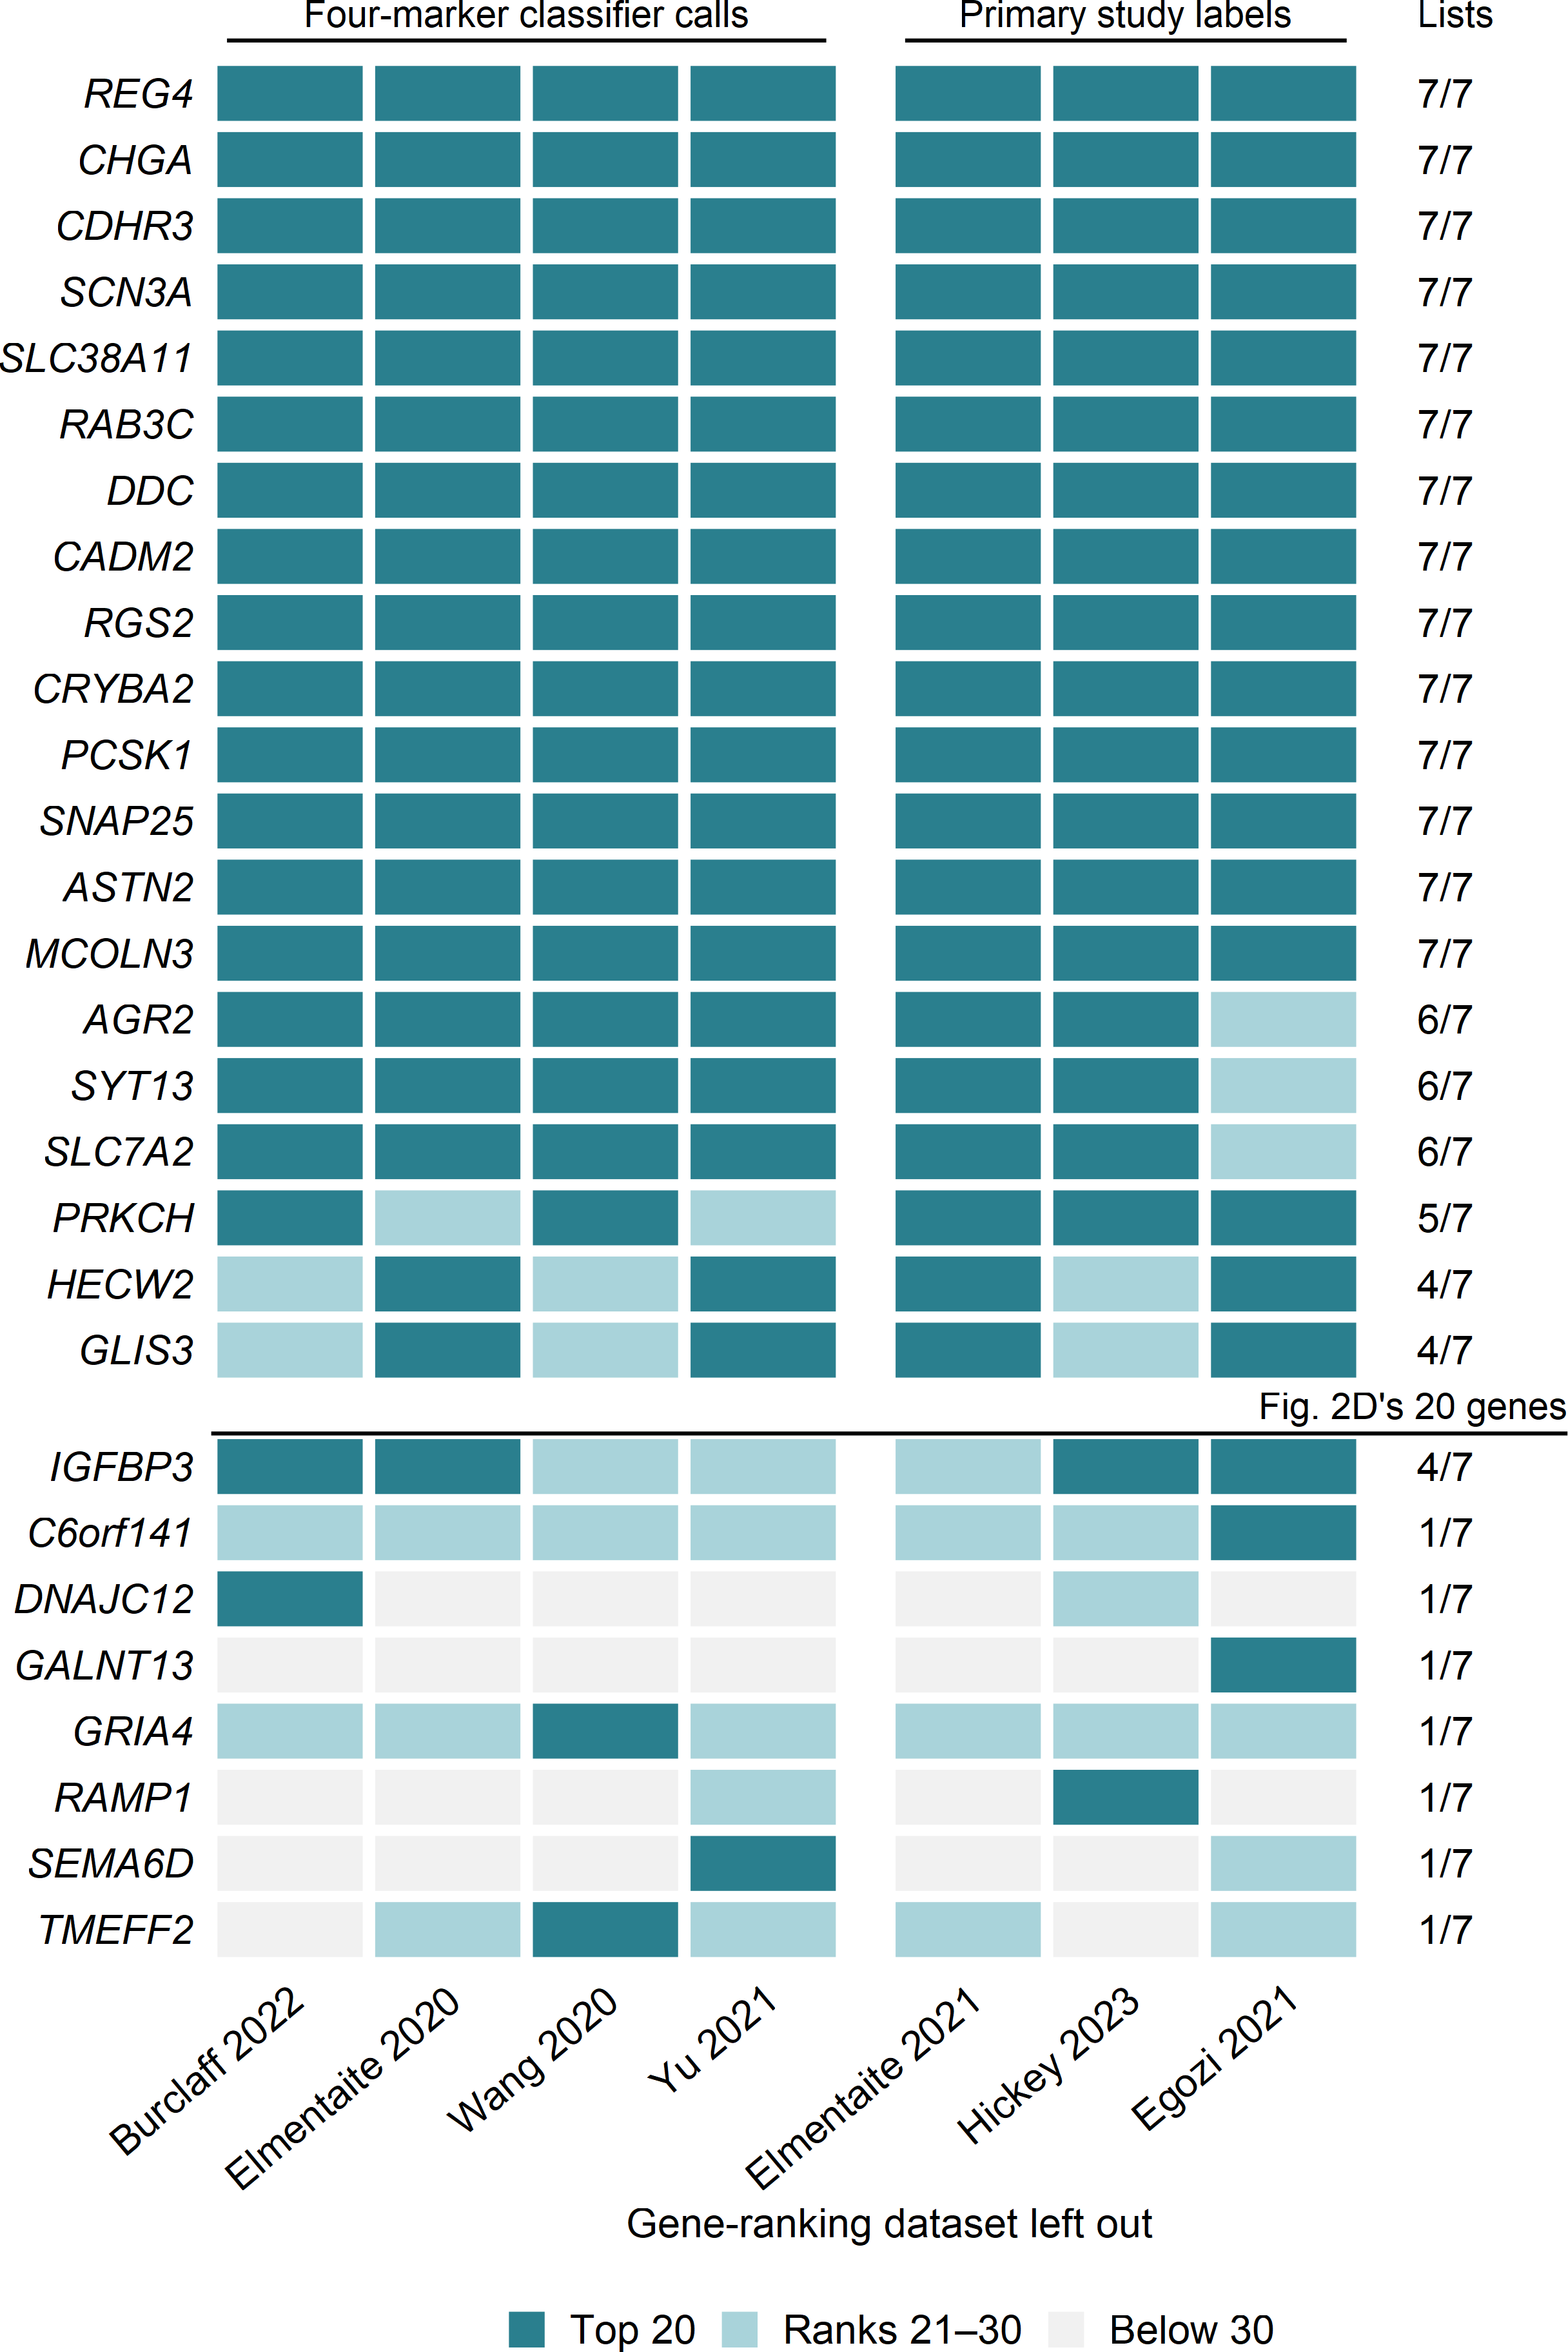 Four-marker classifier calls Primary study labels Lists
REG4 7/7
CHGA 7/7
CDHR3 7/7
SCN3A 7/7
SLC38A11 7/7
RAB3C 7/7
DDC 7/7
CADM2 7/7
RGS2 7/7
CRYBA2 7/7
PCSK1 7/7
SNAP25 7/7
ASTN2 7/7
MCOLN3 7/7
AGR2 6/7
SYT13 6/7
SLC7A2 6/7
PRKCH 5/7
HECW2 4/7
GLIS3 4/7
Fig. 2D's 20 genes
IGFBP3 4/7
C6orf141 1/7
DNAJC12 1/7
GALNT13 1/7
GRIA4 1/7
RAMP1 1/7
SEMA6D 1/7
TMEFF2 1/7
Burclaff 2022
Elmentaite 2020
Wang 2020
Yu 2021
Elmentaite 2021
Hickey 2023
Egozi 2021
Gene-ranking dataset left out
Top 20 Ranks 21–30 Below 30